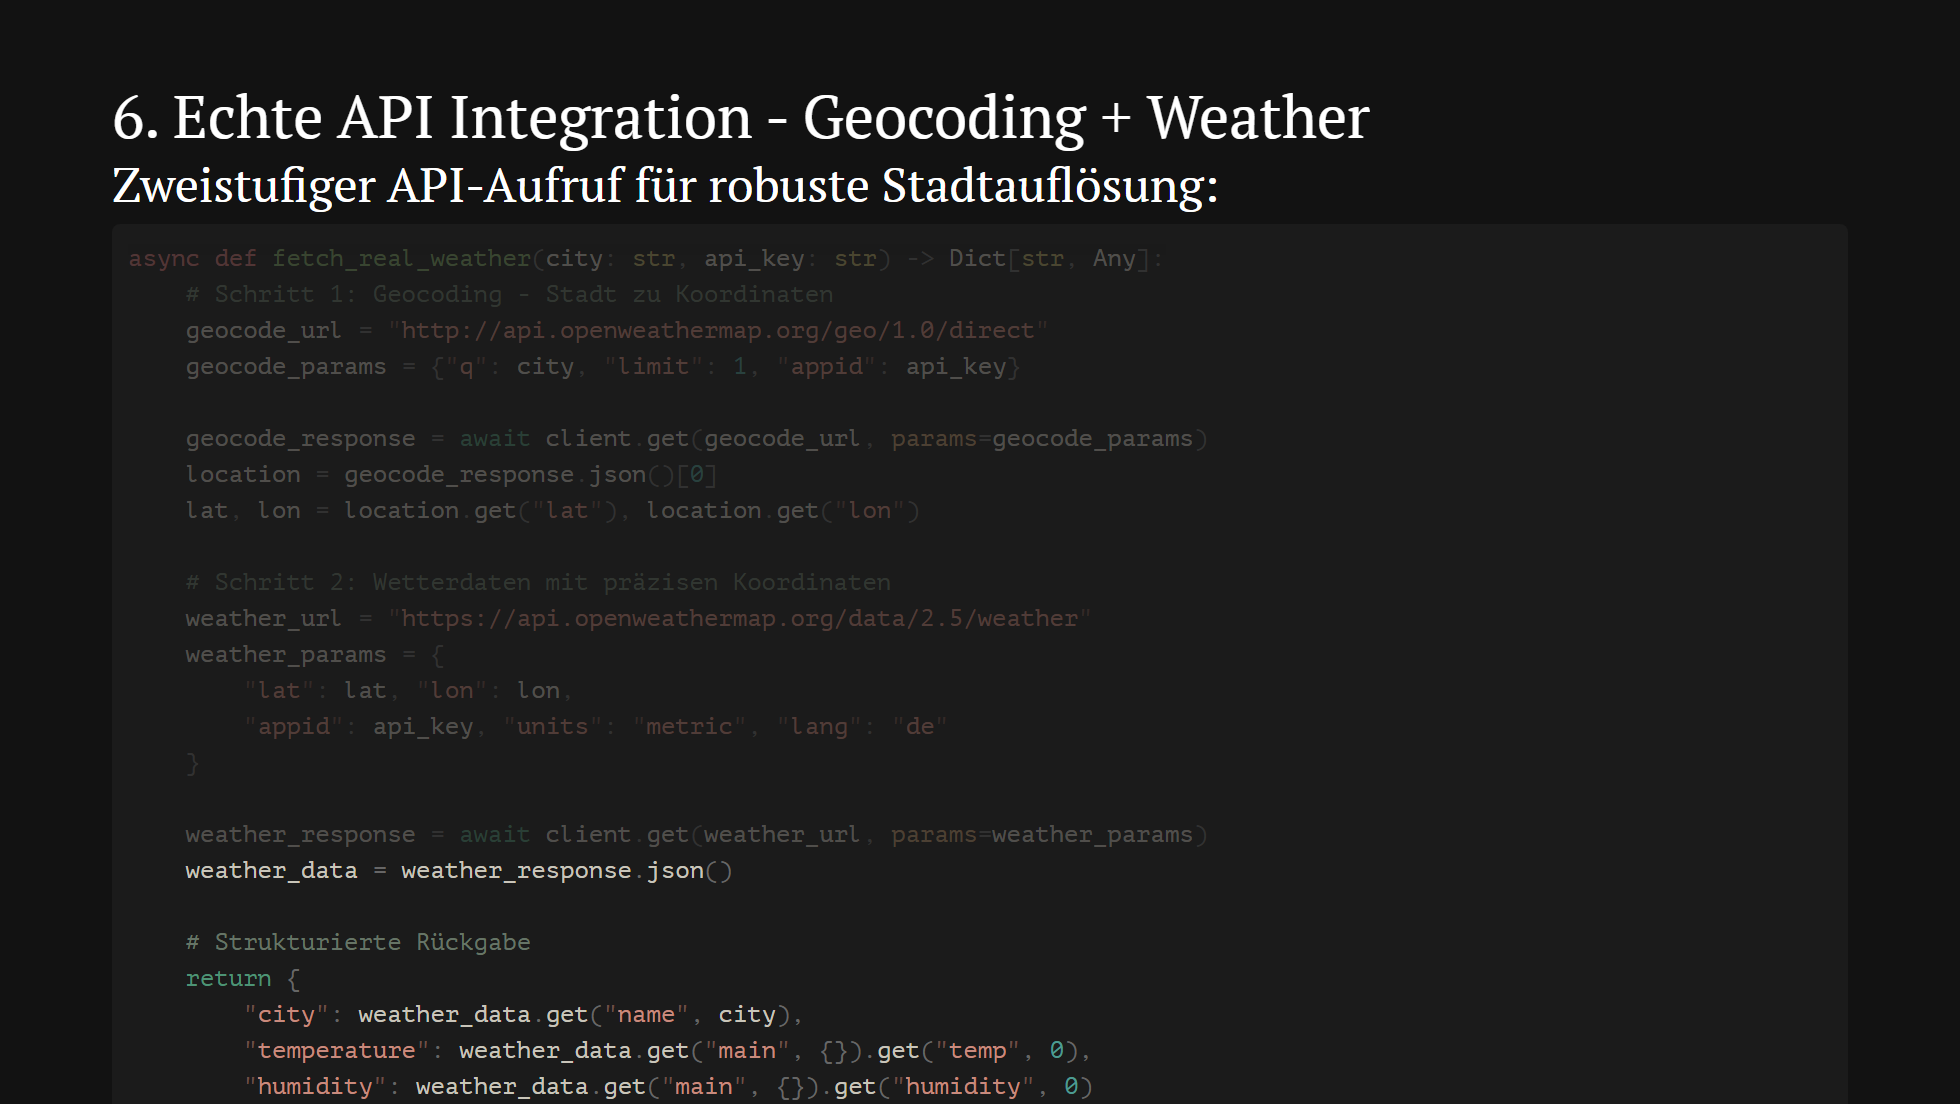 6. Echte API Integration - Geocoding + Weather
Zweistufiger API-Aufruf für robuste Stadtauflösung:
async def fetch_real_weather(city: str, api_key: str) -> Dict[str, Any]:
    # Schritt 1: Geocoding - Stadt zu Koordinaten
    geocode_url = "http://api.openweathermap.org/geo/1.0/direct"
    geocode_params = {"q": city, "limit": 1, "appid": api_key}
    geocode_response = await client.get(geocode_url, params=geocode_params)
    location = geocode_response.json()[0]
    lat, lon = location.get("lat"), location.get("lon")
    # Schritt 2: Wetterdaten mit präzisen Koordinaten
    weather_url = "https://api.openweathermap.org/data/2.5/weather"
    weather_params = {
        "lat": lat, "lon": lon,
        "appid": api_key, "units": "metric", "lang": "de"
    }
    weather_response = await client.get(weather_url, params=weather_params)
    weather_data = weather_response.json()
    # Strukturierte Rückgabe
    return {
        "city": weather_data.get("name", city),
        "temperature": weather_data.get("main", {}).get("temp", 0),
        "humidity": weather_data.get("main", {}).get("humidity", 0)